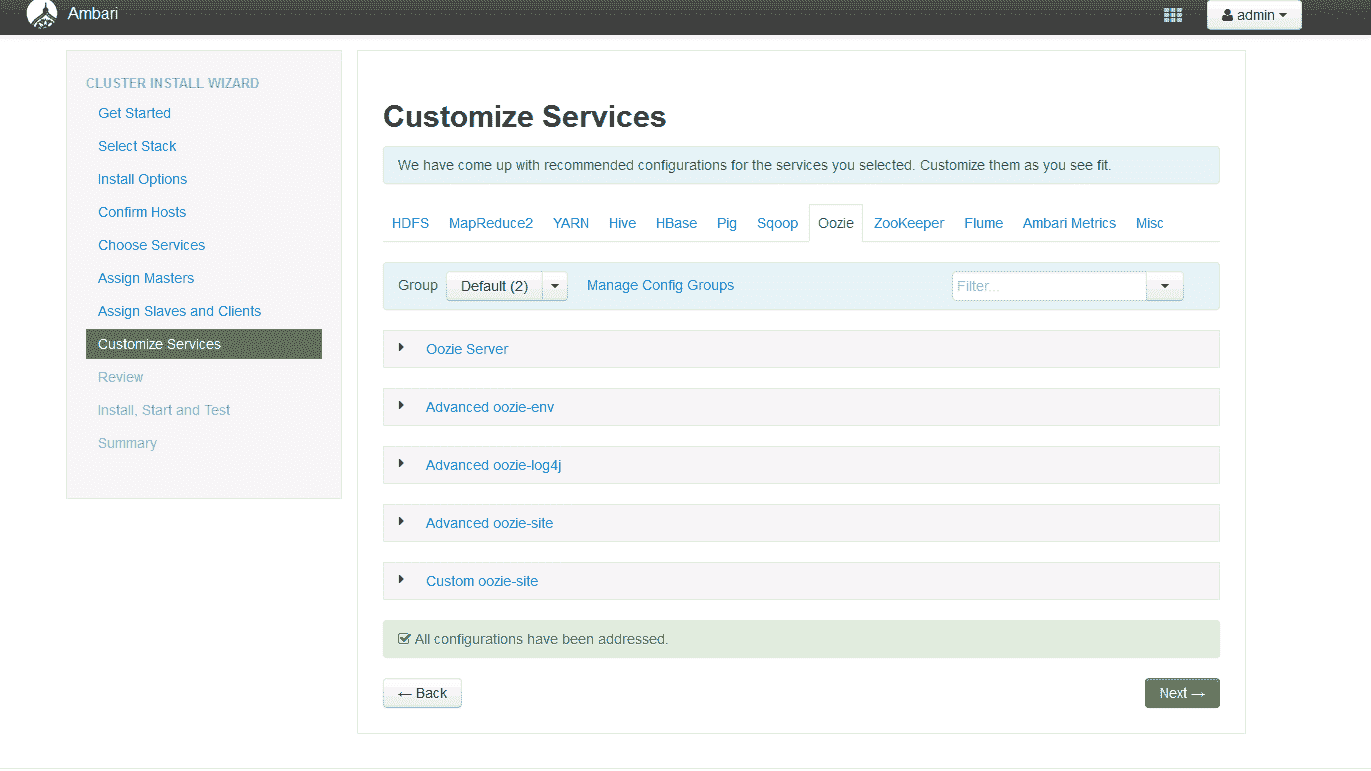 Ambari
admin
CLUSTER INSTALL WIZARD
Get Started
Select Stack
Install Options
Confirm Hosts
Choose Services
Assign Masters
Assign Slaves and Clients
Customize Services
Review
Install, Start and Test
Summary
Customize Services
We have come up with recommended configurations for the services you selected. Customize them as you see fit.
HDFS MapReduce2 YARN Hive HBase Pig Sqoop Oozie ZooKeeper Flume Ambari Metrics Misc
Group Default (2) Manage Config Groups Filter...
Oozie Server
Advanced oozie-env
Advanced oozie-log4j
Advanced oozie-site
Custom oozie-site
All configurations have been addressed.
← Back Next →